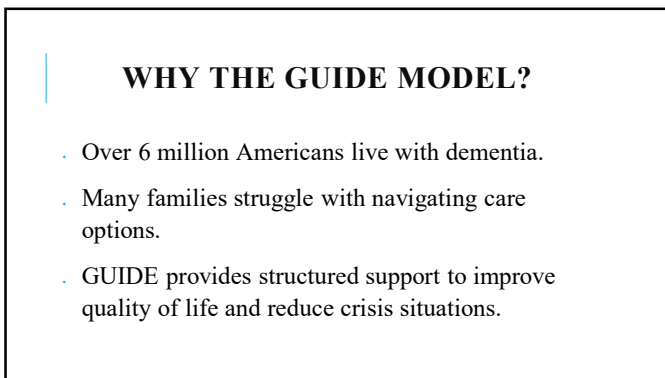 WHY THE GUIDE MODEL?
. Over 6 million Americans live with dementia.
. Many families struggle with navigating care
options.
. GUIDE provides structured support to improve
quality of life and reduce crisis situations.